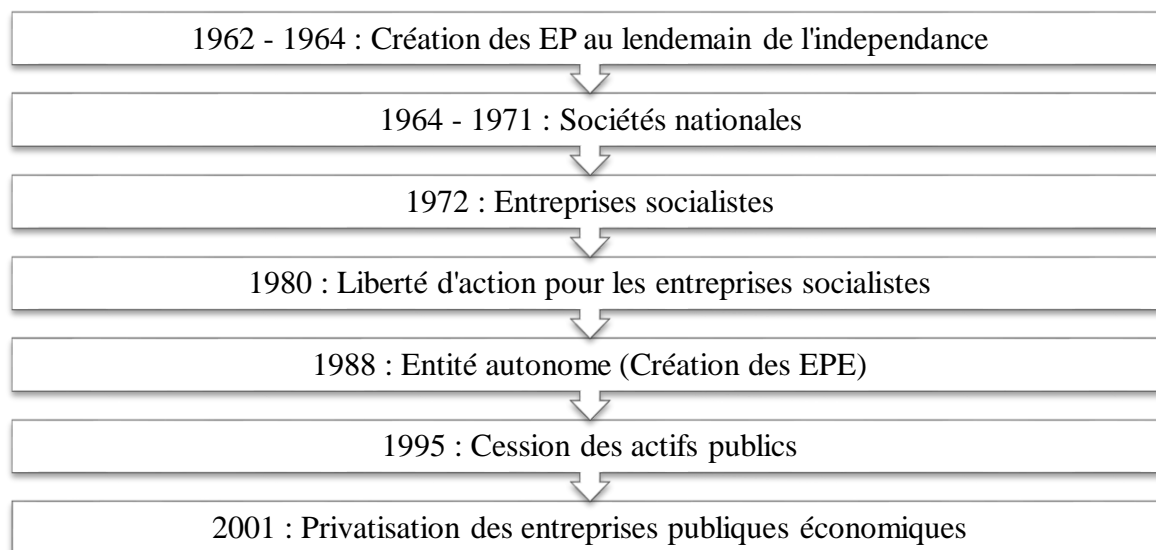 1962 - 1964 : Création des EP au lendemain de l'independance
1964 - 1971 : Sociétés nationales
1972 : Entreprises socialistes
1980 : Liberté d'action pour les entreprises socialistes
1988 : Entité autonome (Création des EPE)
1995 : Cession des actifs publics
2001 : Privatisation des entreprises publiques économiques